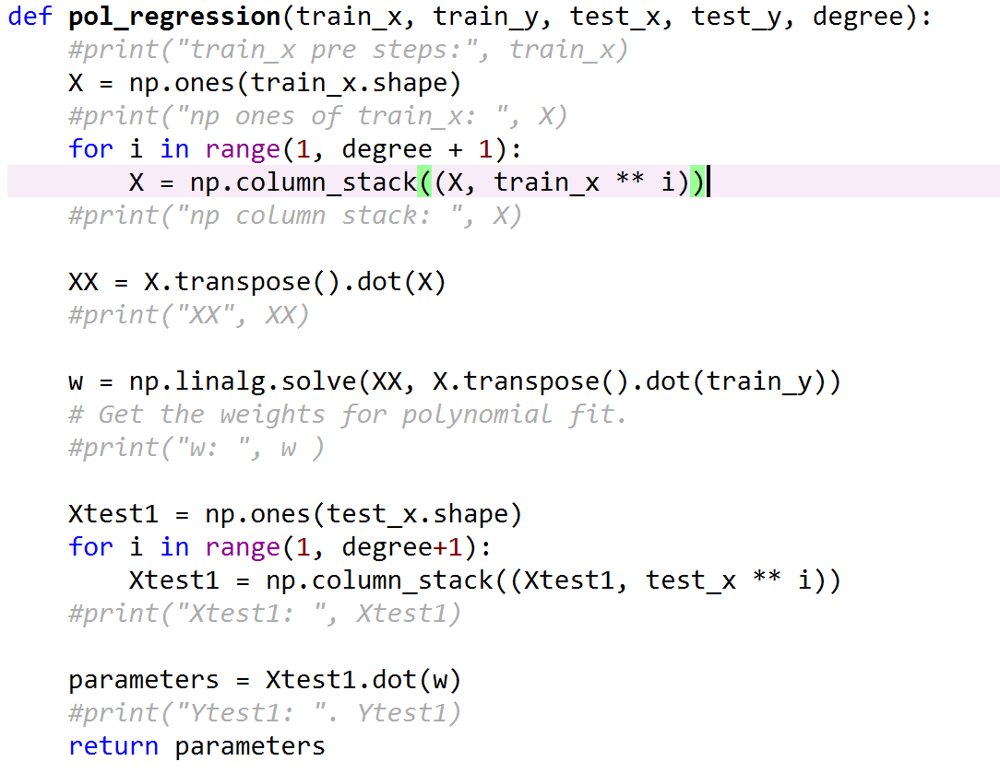 def pol_regression(train_x, train_y, test_x, test_y, degree):
    #print("train_x pre steps:", train_x)
    X = np.ones(train_x.shape)
    #print("np ones of train_x: ", X)
    for i in range(1, degree + 1):
        X = np.column_stack((X, train_x ** i))
    #print("np column stack: ", X)

    XX = X.transpose().dot(X)
    #print("XX", XX)

    w = np.linalg.solve(XX, X.transpose().dot(train_y))
    # Get the weights for polynomial fit.
    #print("w: ", w )

    Xtest1 = np.ones(test_x.shape)
    for i in range(1, degree+1):
        Xtest1 = np.column_stack((Xtest1, test_x ** i))
    #print("Xtest1: ", Xtest1)

    parameters = Xtest1.dot(w)
    #print("Ytest1: ". Ytest1)
    return parameters